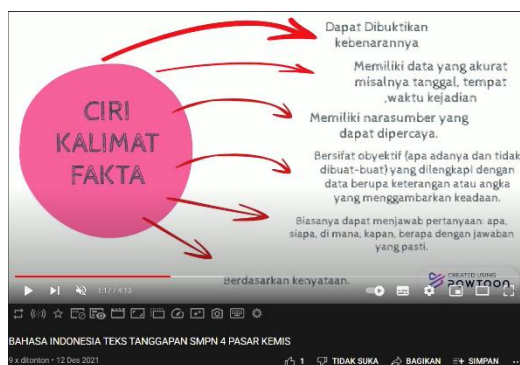 CIRI
KALIMAT
FAKTA
Dapat Dibuktikan
kebenarannya
Memiliki data yang akurat
misalnya tanggal, tempat
,waktu kejadian
Memiliki narasumber yang
dapat dipercaya.
Bersifat obyektif (apa adanya dan tidak
dibuat-buat) yang dilengkapi dengan
data berupa keterangan atau angka
yang menggambarkan keadaan.
Biasanya dapat menjawab pertanyaan: apa,
siapa, di mana, kapan, berapa dengan jawaban
yang pasti.
Berdasarkan kenyataan.
CREATED USING
POWTOON
1:17 / 4:13
BAHASA INDONESIA TEKS TANGGAPAN SMPN 4 PASAR KEMIS
9 x ditonton • 12 Des 2021
1 TIDAK SUKA BAGIKAN SIMPAN ...